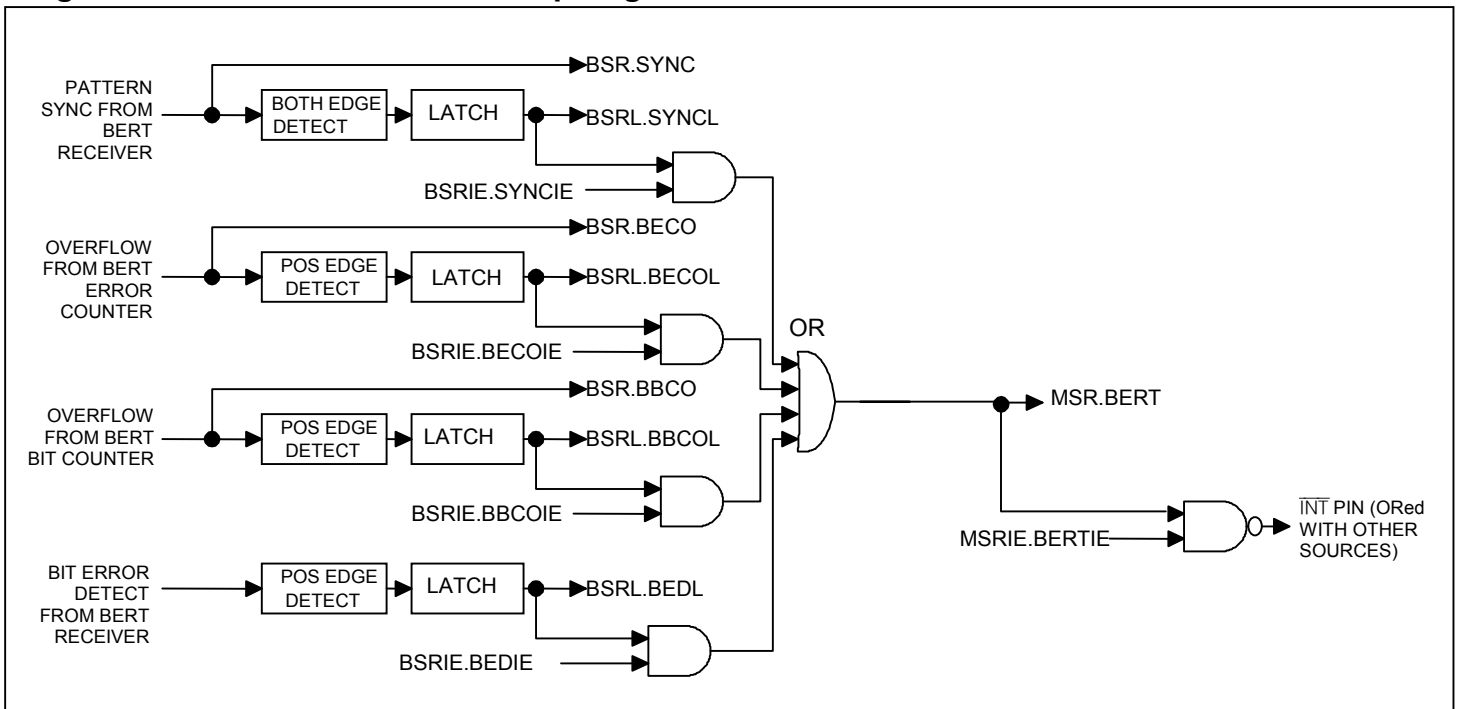 BSR.SYNC
PATTERN
SYNC FROM
BERT
RECEIVER
BOTH EDGE
DETECT
LATCH
BSRL.SYNCL
BSRIE.SYNCIE
BSR.BECO
OVERFLOW
FROM BERT
ERROR
COUNTER
POS EDGE
DETECT
LATCH
BSRL.BECOL
BSRIE.BECOIE
OR
BSR.BBCO
OVERFLOW
FROM BERT
BIT COUNTER
POS EDGE
DETECT
LATCH
BSRL.BBCOL
BSRIE.BBCOIE
MSR.BERT
MSRIE.BERTIE
INT PIN (ORed
WITH OTHER
SOURCES)
BIT ERROR
DETECT
FROM BERT
RECEIVER
POS EDGE
DETECT
LATCH
BSRL.BEDL
BSRIE.BEDIE